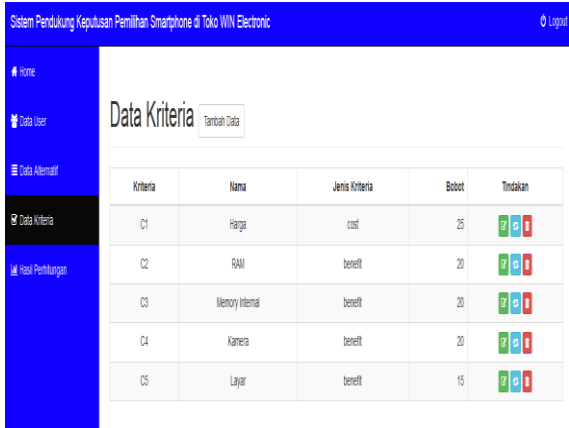 Sistem Pendukung Keputusan Pemilihan Smartphone di Toko WIN Electronic
Logout
Home
Data User
Data Alternatif
Data Kriteria
Hasil Perhitungan
Data Kriteria Tambah Data
Kriteria Nama Jenis Kriteria Bobot Tindakan
C1 Harga cost 25
C2 RAM benefit 20
C3 Memory Internal benefit 20
C4 Kamera benefit 20
C5 Layar benefit 15